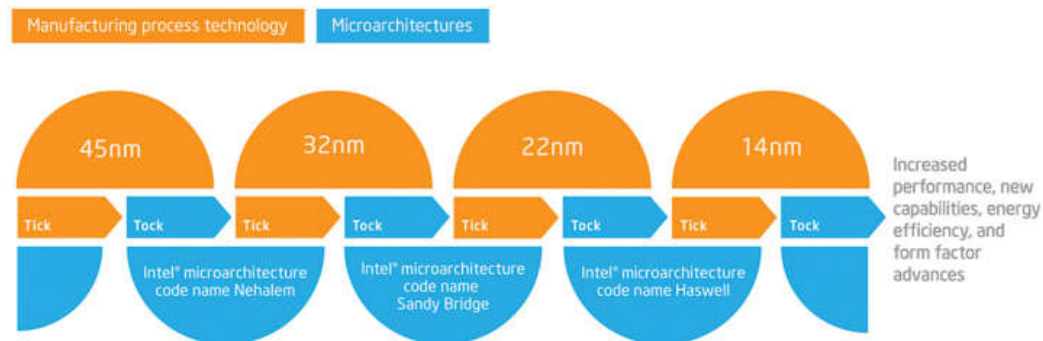 Manufacturing process technology
Microarchitectures
45nm
32nm
22nm
14nm
Tick
Tock
Tick
Tock
Tick
Tock
Tick
Tock
Intel® microarchitecture
code name Nehalem
Intel® microarchitecture
code name
Sandy Bridge
Intel® microarchitecture
code name Haswell
Increased
performance, new
capabilities, energy
efficiency, and
form factor
advances